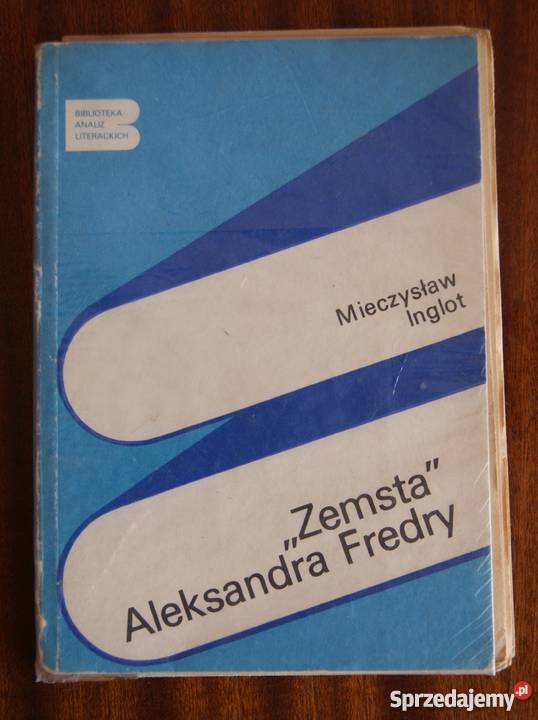 BIBLIOTEKA
ANALIZ
LITERACKICH
Mieczysław
Inglot
„Zemsta”
Aleksandra Fredry
Sprzedajemy.pl